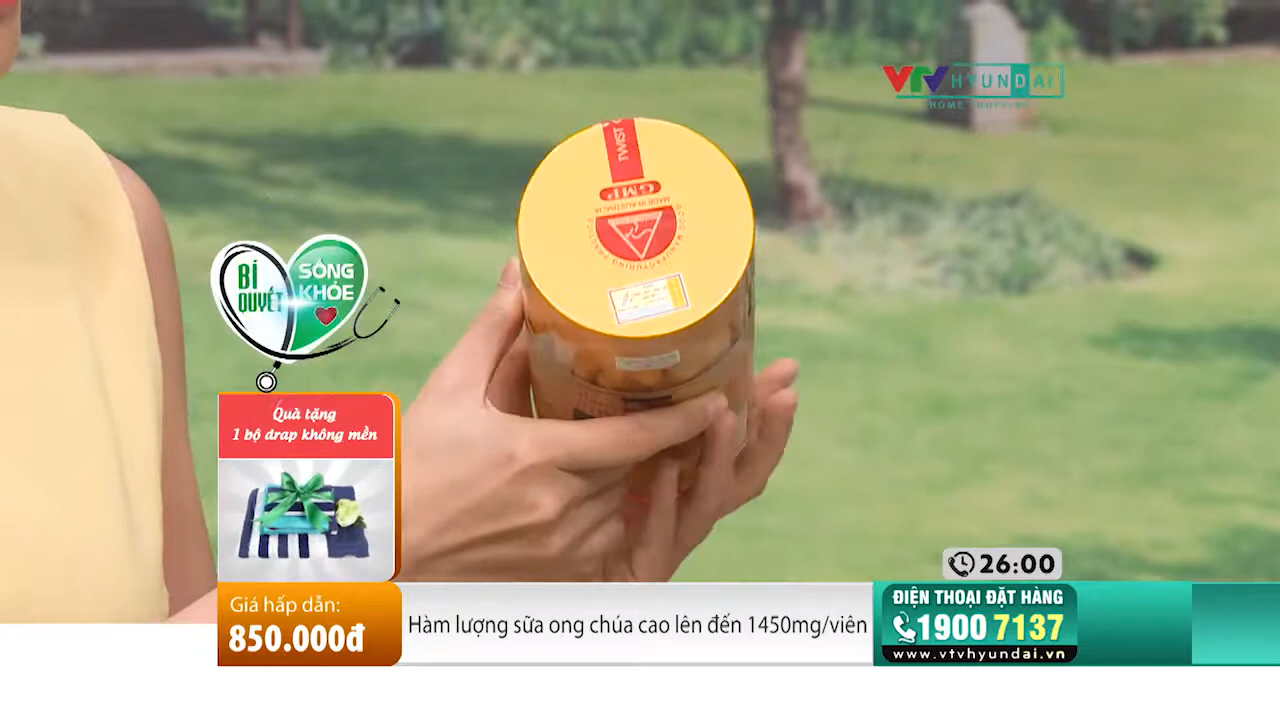 VTV HYUNDAI
HOME SHOPPING
TWIST
GMP
MADE IN AUSTRALIA
BÍ QUYẾT
SỐNG KHỎE
Quà tặng
1 bộ drap không mền
26:00
Giá hấp dẫn:
850.000đ
Hàm lượng sữa ong chúa cao lên đến 1450mg/viên
ĐIỆN THOẠI ĐẶT HÀNG
1900 7137
www.vtvhyundai.vn